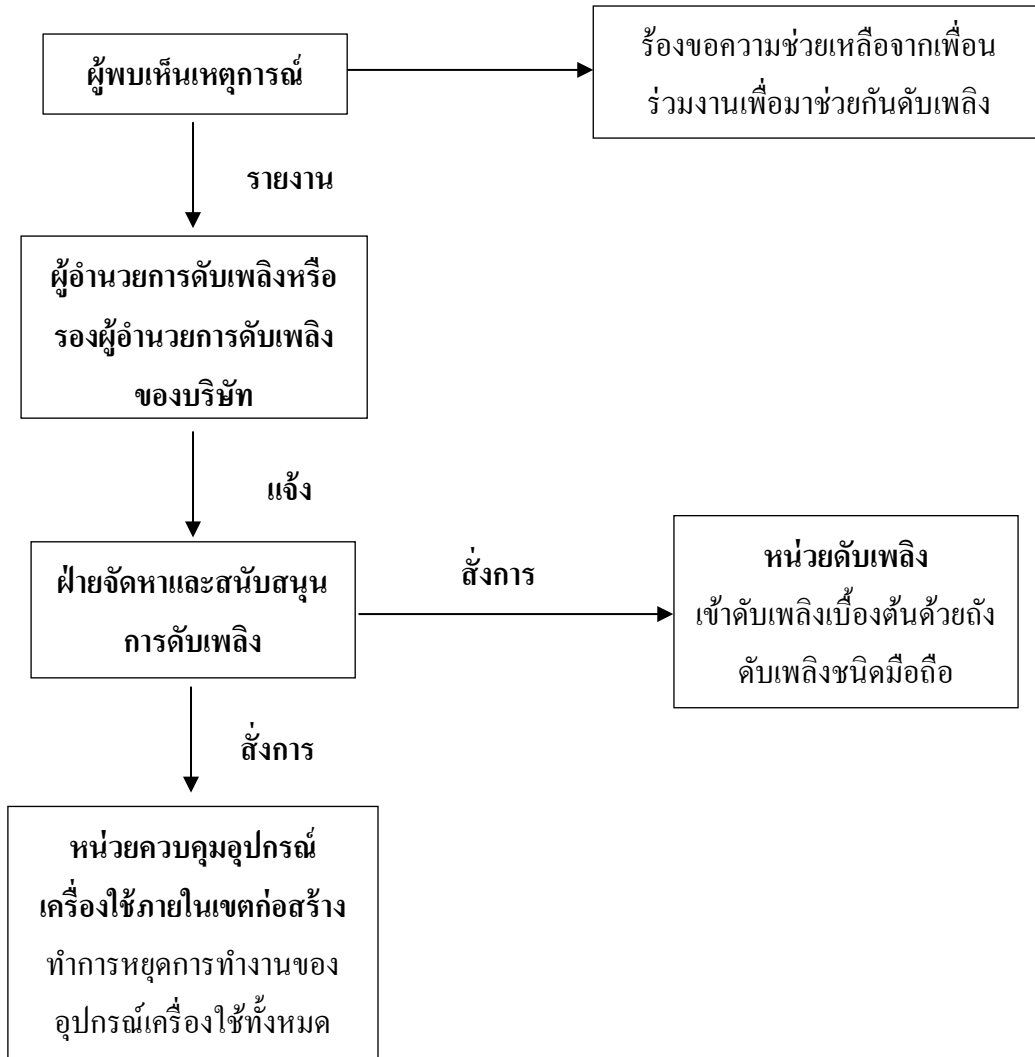 ผู้พบเห็นเหตุการณ์
ร้องขอความช่วยเหลือจากเพื่อน
ร่วมงานเพื่อมาช่วยกันดับเพลิง
รายงาน
ผู้อำนวยการดับเพลิงหรือ
รองผู้อำนวยการดับเพลิง
ของบริษัท
แจ้ง
ฝ่ายจัดหาและสนับสนุน
การดับเพลิง
สั่งการ
หน่วยดับเพลิง
เข้าดับเพลิงเบื้องต้นด้วยถัง
ดับเพลิงชนิดมือถือ
สั่งการ
หน่วยควบคุมอุปกรณ์
เครื่องใช้ภายในเขตก่อสร้าง
ทำการหยุดการทำงานของ
อุปกรณ์เครื่องใช้ทั้งหมด